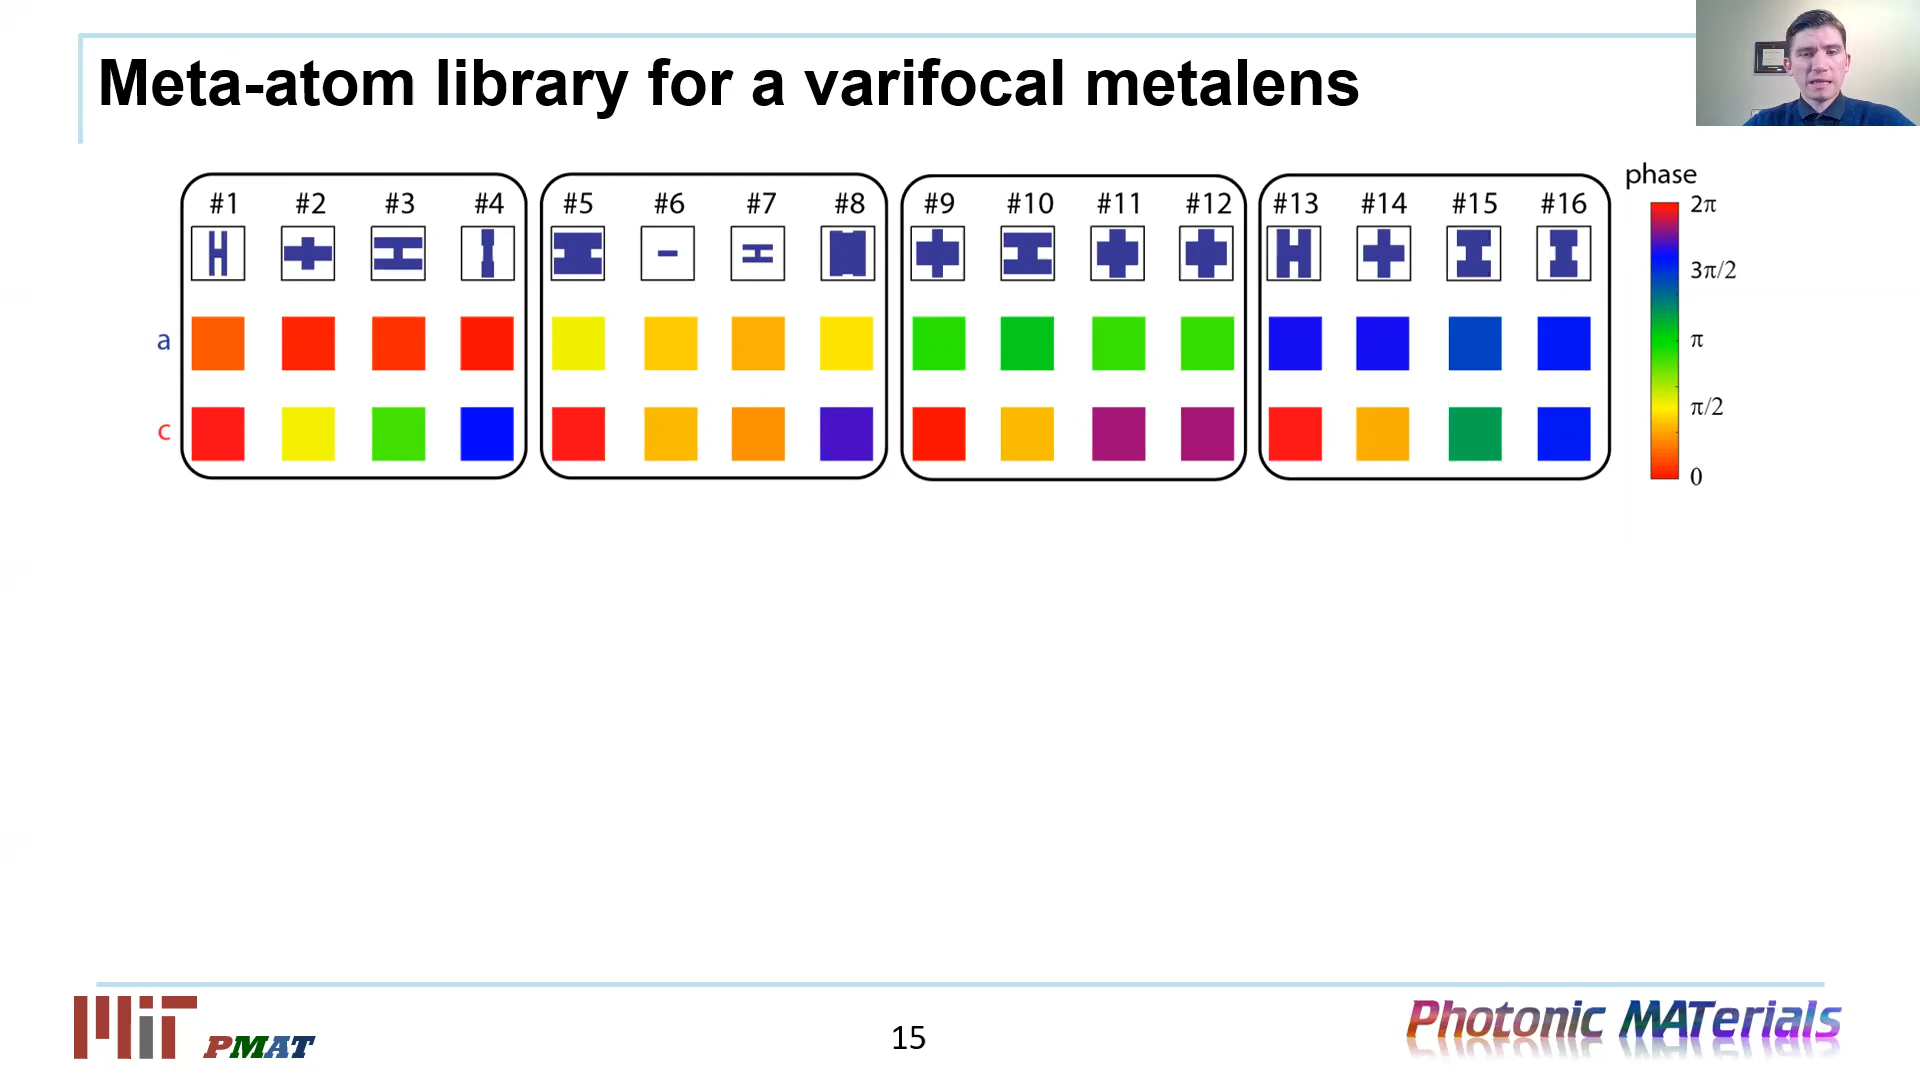 Meta-atom library for a varifocal metalens
phase
#1 #2 #3 #4 #5 #6 #7 #8 #9 #10 #11 #12 #13 #14 #15 #16
2π
3π/2
a
π
π/2
c
0
MIT PMAT
15
Photonic MATerials